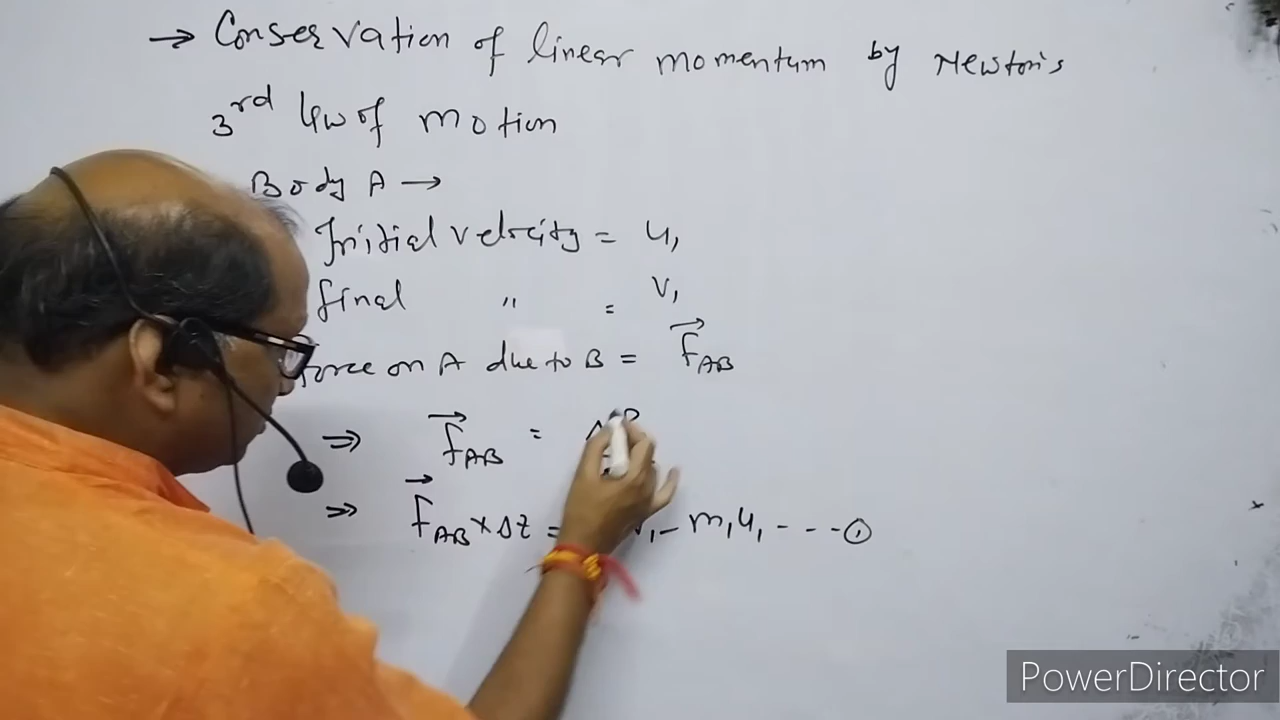 → Conservation of linear momentum by Newton's
3rd law of motion
Body A →
Initial velocity = u₁
final " = v₁
force on A due to B = F⃗AB
⇒ F⃗AB =
⇒ F⃗AB × Δt = v₁ - m₁u₁ - - - ①
PowerDirector